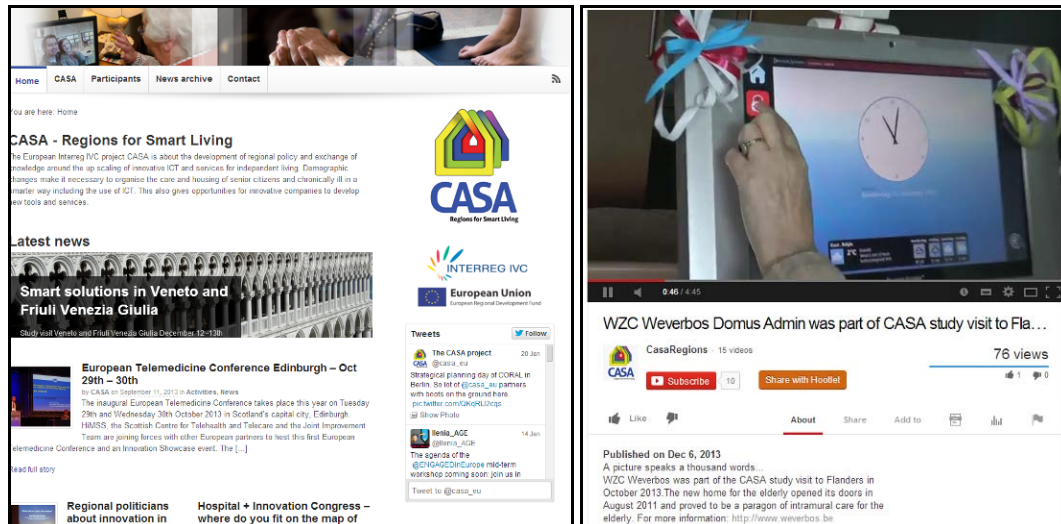 Home CASA Participants News archive Contact
You are here: Home
CASA - Regions for Smart Living
The European Interreg IVC project CASA is about the development of regional policy and exchange of
knowledge around the up scaling of innovative ICT and services for independent living. Demographic
changes make it necessary to organise the care and housing of senior citizens and chronically ill in a
smarter way including the use of ICT. This also gives opportunities for innovative companies to develop
new tools and services.
Latest news
Smart solutions in Veneto and
Friuli Venezia Giulia
Study visit Veneto and Friuli Venezia Giulia December 12–13th
European Telemedicine Conference Edinburgh – Oct
29th – 30th
by CASA on September 11, 2013 in Activities, News
The inaugural European Telemedicine Conference takes place this year on Tuesday
29th and Wednesday 30th October 2013 in Scotland's capital city, Edinburgh.
HIMSS, the Scottish Centre for Telehealth and Telecare and the Joint Improvement
Team are joining forces with other European partners to host this first European
Telemedicine Conference and an Innovation Showcase event. The [...]
Read full story
Regional politicians
about innovation in
Hospital + Innovation Congress –
where do you fit on the map of
CASA
Regions for Smart Living
INTERREG IVC
European Union
European Regional Development Fund
Tweets Follow
The CASA project 20 Jan
@casa_eu
Strategical planning day of CORAL in
Berlin. So lot of @casa_eu partners
with boots on the ground here.
Show Photo
Ilenia_AGE 14 Jan
@Ilenia_AGE
The agenda of the
@ENGAGEDinEurope mid-term
workshop coming soon: join us in
Tweet to @casa_eu
0:46 / 4:45
WZC Weverbos Domus Admin was part of CASA study visit to Fla...
CASA
CasaRegions · 15 videos
Subscribe 10 Share with Hootlet
76 views
1 0
Like About Share Add to
Published on Dec 6, 2013
A picture speaks a thousand words...
WZC Weverbos was part of the CASA study visit to Flanders in
October 2013.The new home for the elderly opened its doors in
August 2011 and proved to be a paragon of intramural care for the
elderly. For more information: http://www.weverbos.be